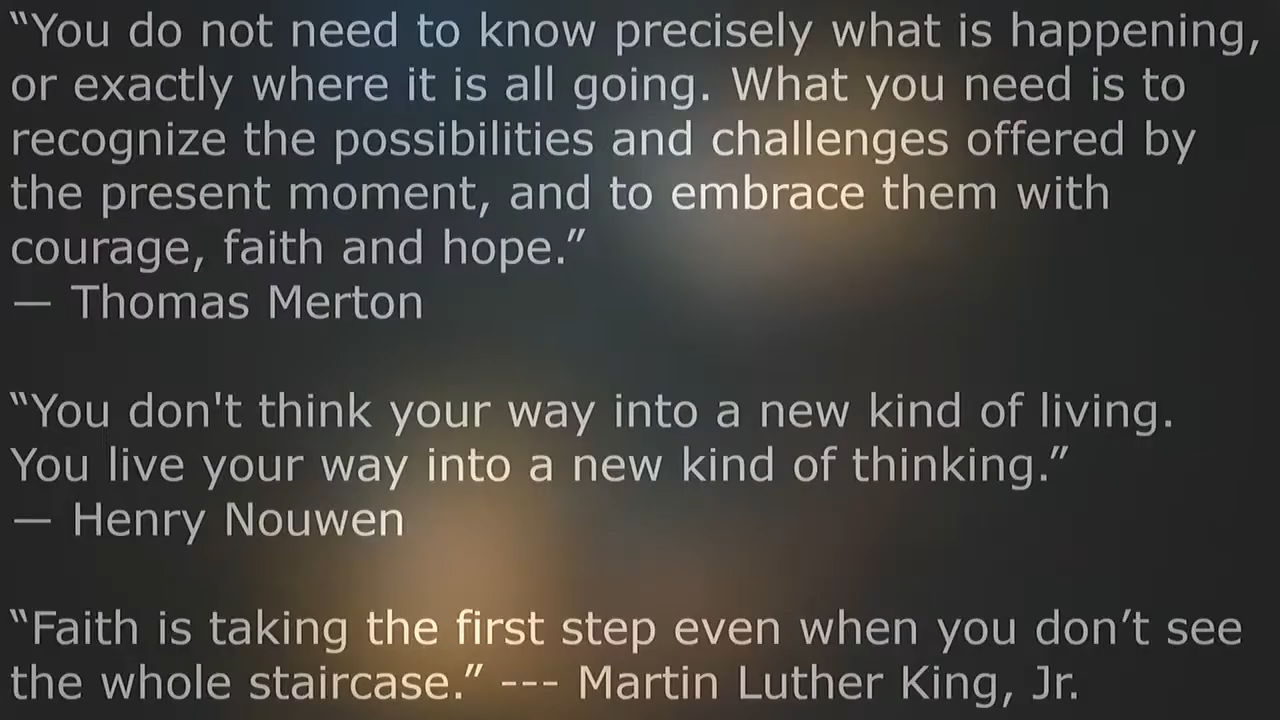 “You do not need to know precisely what is happening,
or exactly where it is all going. What you need is to
recognize the possibilities and challenges offered by
the present moment, and to embrace them with
courage, faith and hope.”
— Thomas Merton
“You don't think your way into a new kind of living.
You live your way into a new kind of thinking.”
— Henry Nouwen
“Faith is taking the first step even when you don’t see
the whole staircase.” --- Martin Luther King, Jr.